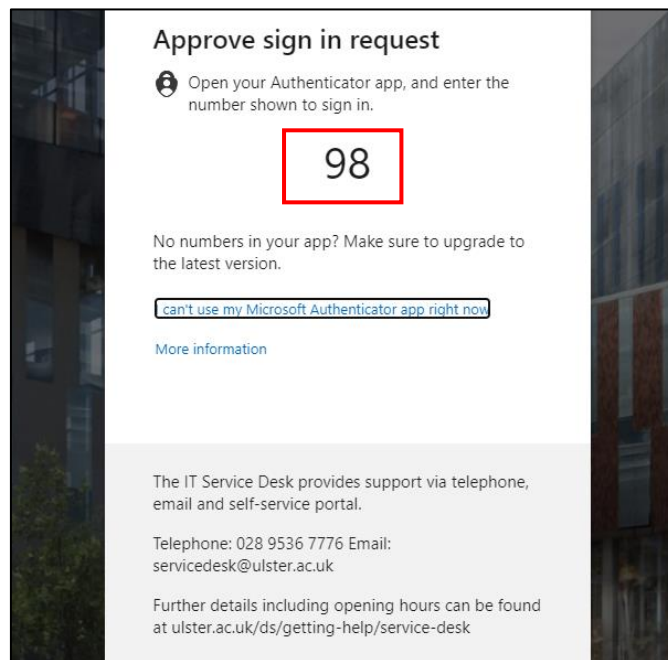 Approve sign in request
Open your Authenticator app, and enter the
number shown to sign in.
98
No numbers in your app? Make sure to upgrade to
the latest version.
can't use my Microsoft Authenticator app right now
More information
The IT Service Desk provides support via telephone,
email and self-service portal.
Telephone: 028 9536 7776 Email:
servicedesk@ulster.ac.uk
Further details including opening hours can be found
at ulster.ac.uk/ds/getting-help/service-desk